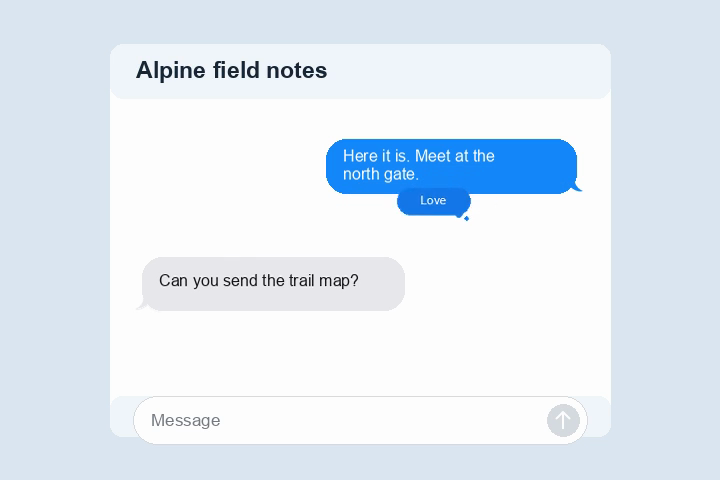 Alpine field notes
Here it is. Meet at the
north gate.
Love
Can you send the trail map?
Message